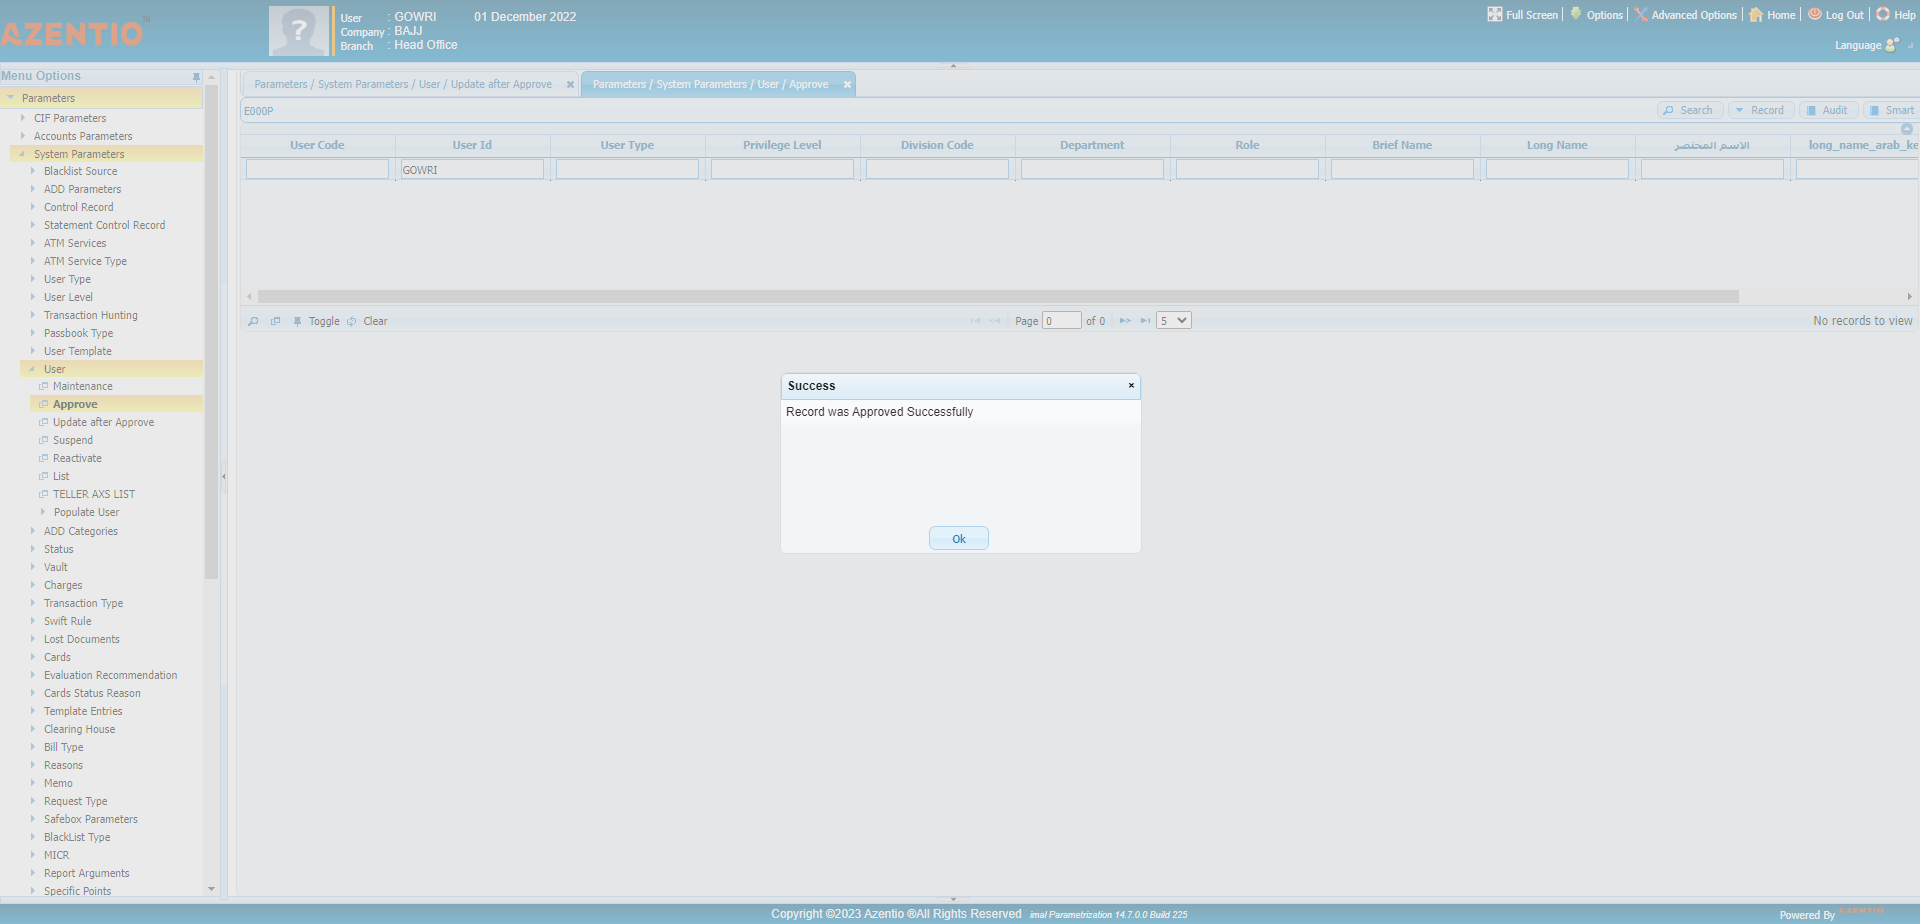 AZENTIO
User : GOWRI 01 December 2022
Company : BAJJ
Branch : Head Office
Full Screen Options Advanced Options Home Log Out Help
Language
Menu Options
Parameters
CIF Parameters
Accounts Parameters
System Parameters
Blacklist Source
ADD Parameters
Control Record
Statement Control Record
ATM Services
ATM Service Type
User Type
User Level
Transaction Hunting
Passbook Type
User Template
User
Maintenance
Approve
Update after Approve
Suspend
Reactivate
List
TELLER AXS LIST
Populate User
ADD Categories
Status
Vault
Charges
Transaction Type
Swift Rule
Lost Documents
Cards
Evaluation Recommendation
Cards Status Reason
Template Entries
Clearing House
Bill Type
Reasons
Memo
Request Type
Safebox Parameters
BlackList Type
MICR
Report Arguments
Specific Points
Parameters / System Parameters / User / Update after Approve
Parameters / System Parameters / User / Approve
E000P
Search Record Audit Smart
User Code User Id User Type Privilege Level Division Code Department Role Brief Name Long Name الاسم المختصر long_name_arab_ke
GOWRI
Toggle Clear Page 0 of 0 5 No records to view
Success
Record was Approved Successfully
Ok
Copyright ©2023 Azentio ®All Rights Reserved imal Parametrization 14.7.0.0 Build 225
Powered By AZENTIO